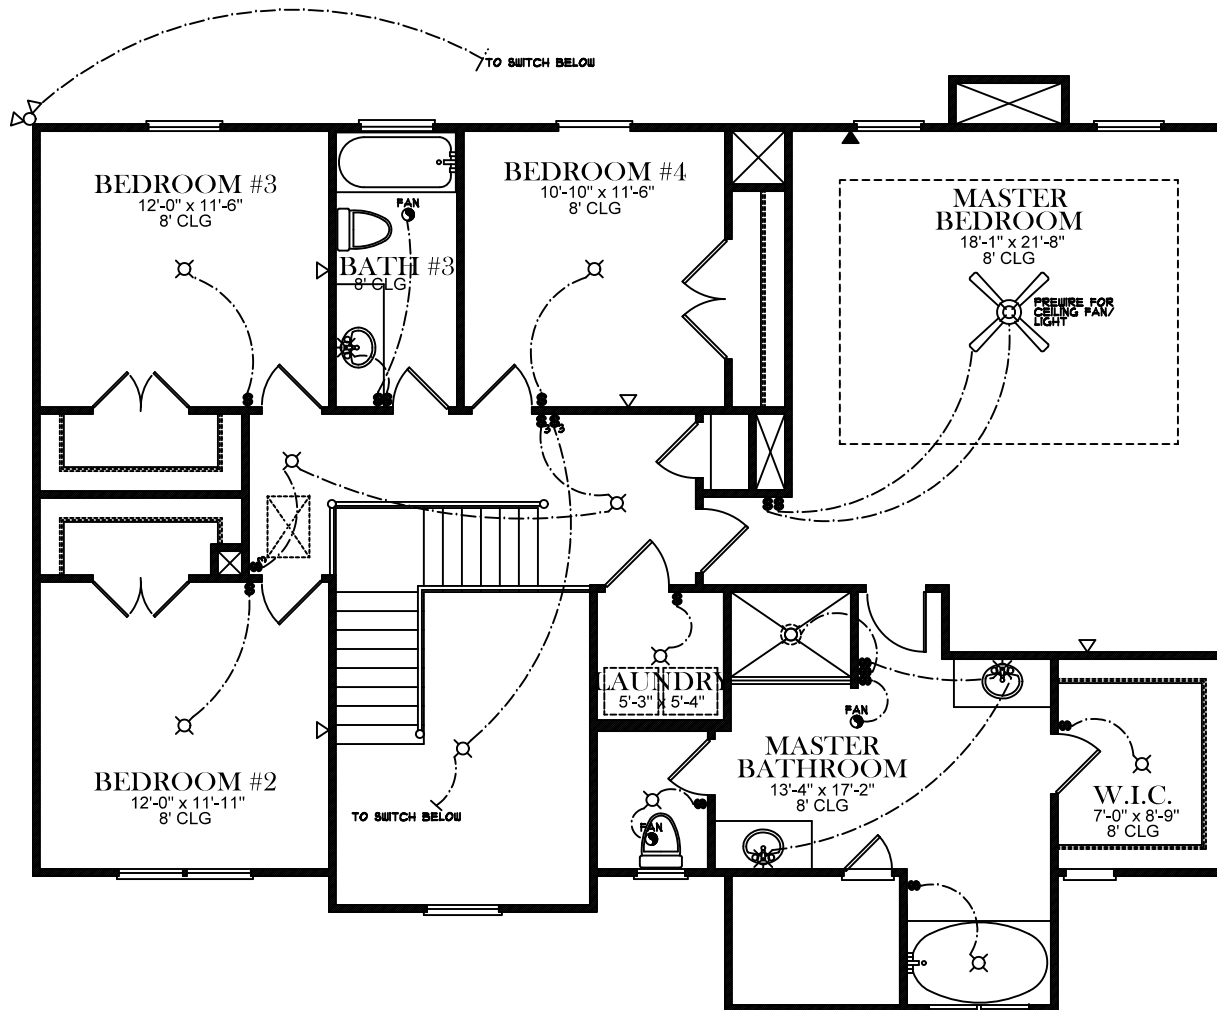 TO SWITCH BELOW
BEDROOM #3
12'-0" x 11'-6"
8' CLG
FAN
BATH #3
8' CLG
BEDROOM #4
10'-10" x 11'-6"
8' CLG
MASTER
BEDROOM
18'-1" x 21'-8"
8' CLG
PREWIRE FOR
CEILING FAN/
LIGHT
3
3
3
LAUNDRY
5'-3" x 5'-4"
BEDROOM #2
12'-0" x 11'-11"
8' CLG
TO SWITCH BELOW
FAN
FAN
MASTER
BATHROOM
13'-4" x 17'-2"
8' CLG
W.I.C.
7'-0" x 8'-9"
8' CLG